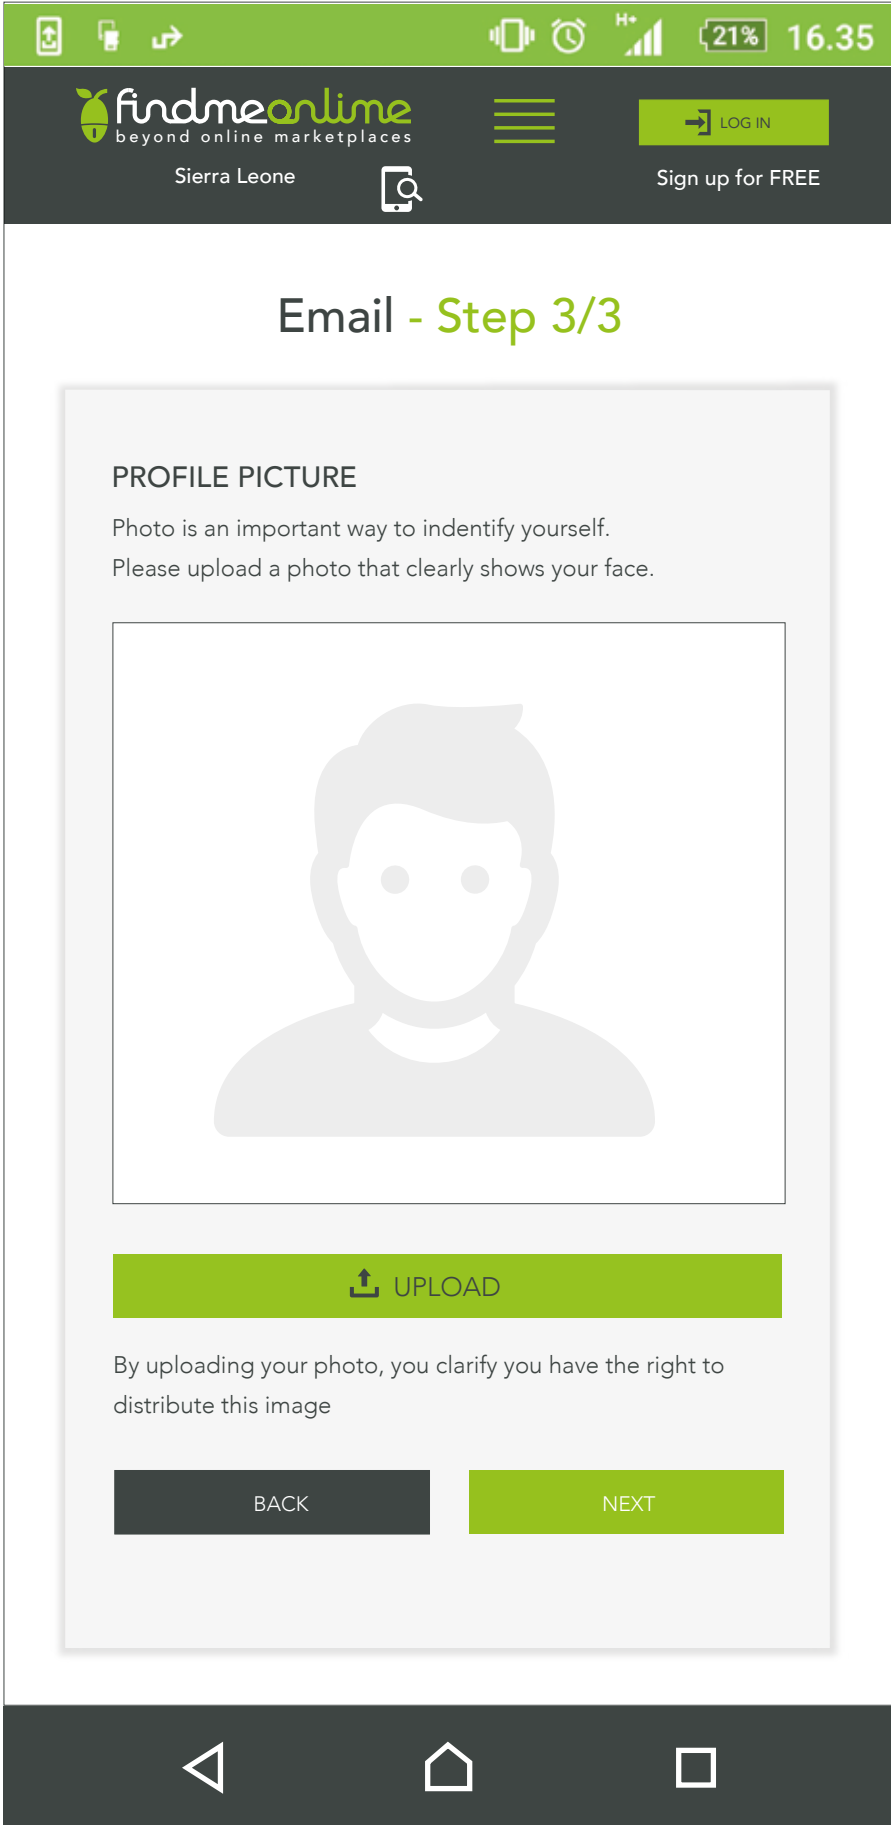 H+
21%
16.35
findmeonlime
beyond online marketplaces
LOG IN
Sierra Leone
Sign up for FREE
Email - Step 3/3
PROFILE PICTURE
Photo is an important way to indentify yourself.
Please upload a photo that clearly shows your face.
UPLOAD
By uploading your photo, you clarify you have the right to
distribute this image
BACK
NEXT